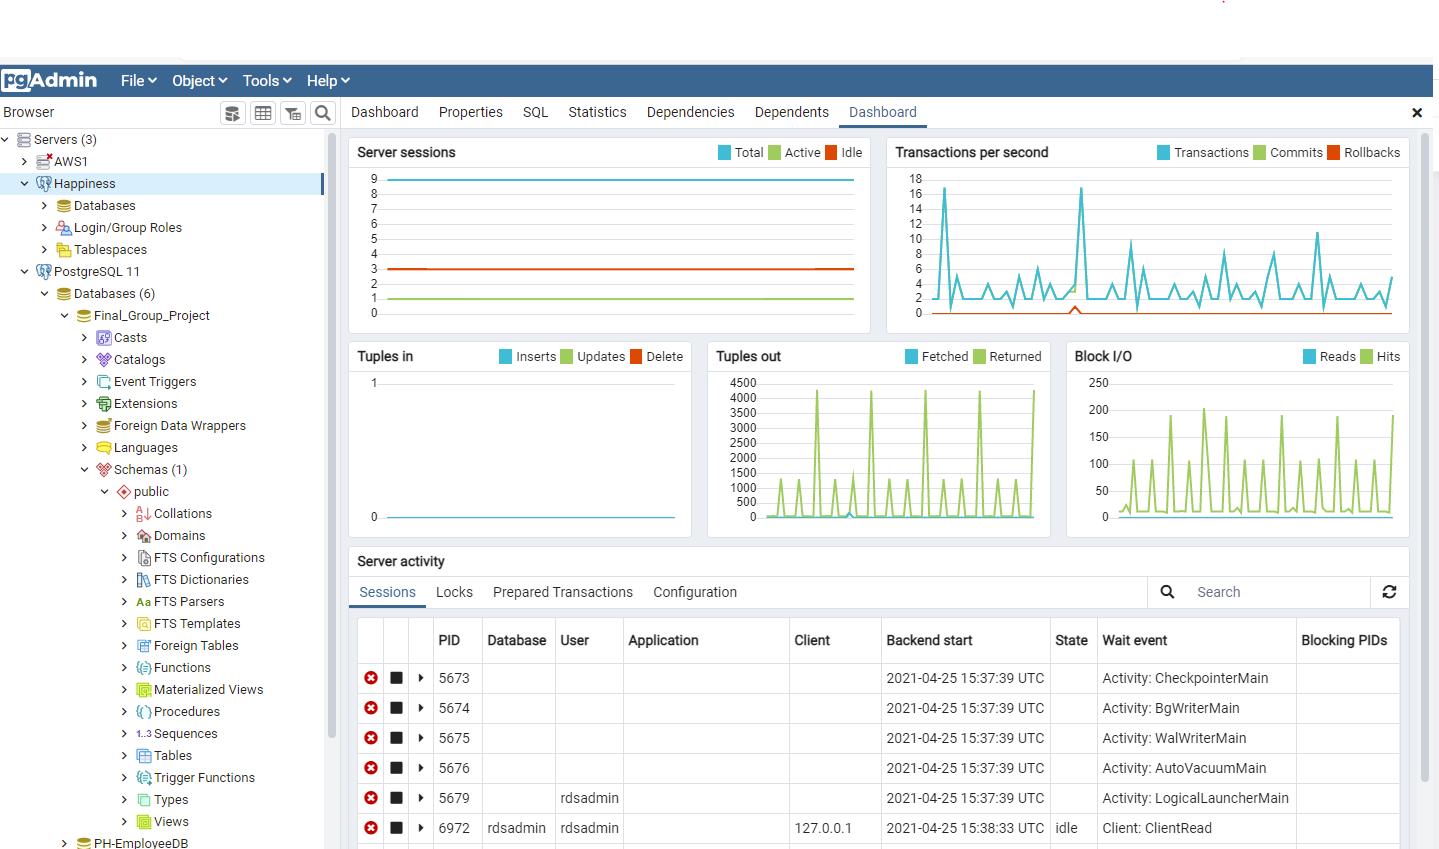 pgAdmin File Object Tools Help
Browser
Dashboard Properties SQL Statistics Dependencies Dependents Dashboard
Servers (3)
AWS1
Happiness
Databases
Login/Group Roles
Tablespaces
PostgreSQL 11
Databases (6)
Final_Group_Project
Casts
Catalogs
Event Triggers
Extensions
Foreign Data Wrappers
Languages
Schemas (1)
public
Collations
Domains
FTS Configurations
FTS Dictionaries
Aa FTS Parsers
FTS Templates
Foreign Tables
Functions
Materialized Views
Procedures
1..3 Sequences
Tables
Trigger Functions
Types
Views
PH-EmployeeDB
Server sessions Total Active Idle
9
8
7
6
5
4
3
2
1
0
Transactions per second Transactions Commits Rollbacks
18
16
14
12
10
8
6
4
2
0
Tuples in Inserts Updates Delete
1
0
Tuples out Fetched Returned
4500
4000
3500
3000
2500
2000
1500
1000
500
0
Block I/O Reads Hits
250
200
150
100
50
0
Server activity
Sessions Locks Prepared Transactions Configuration Search
PID Database User Application Client Backend start State Wait event Blocking PIDs
5673 2021-04-25 15:37:39 UTC Activity: CheckpointerMain
5674 2021-04-25 15:37:39 UTC Activity: BgWriterMain
5675 2021-04-25 15:37:39 UTC Activity: WalWriterMain
5676 2021-04-25 15:37:39 UTC Activity: AutoVacuumMain
5679 rdsadmin 2021-04-25 15:37:39 UTC Activity: LogicalLauncherMain
6972 rdsadmin rdsadmin 127.0.0.1 2021-04-25 15:38:33 UTC idle Client: ClientRead